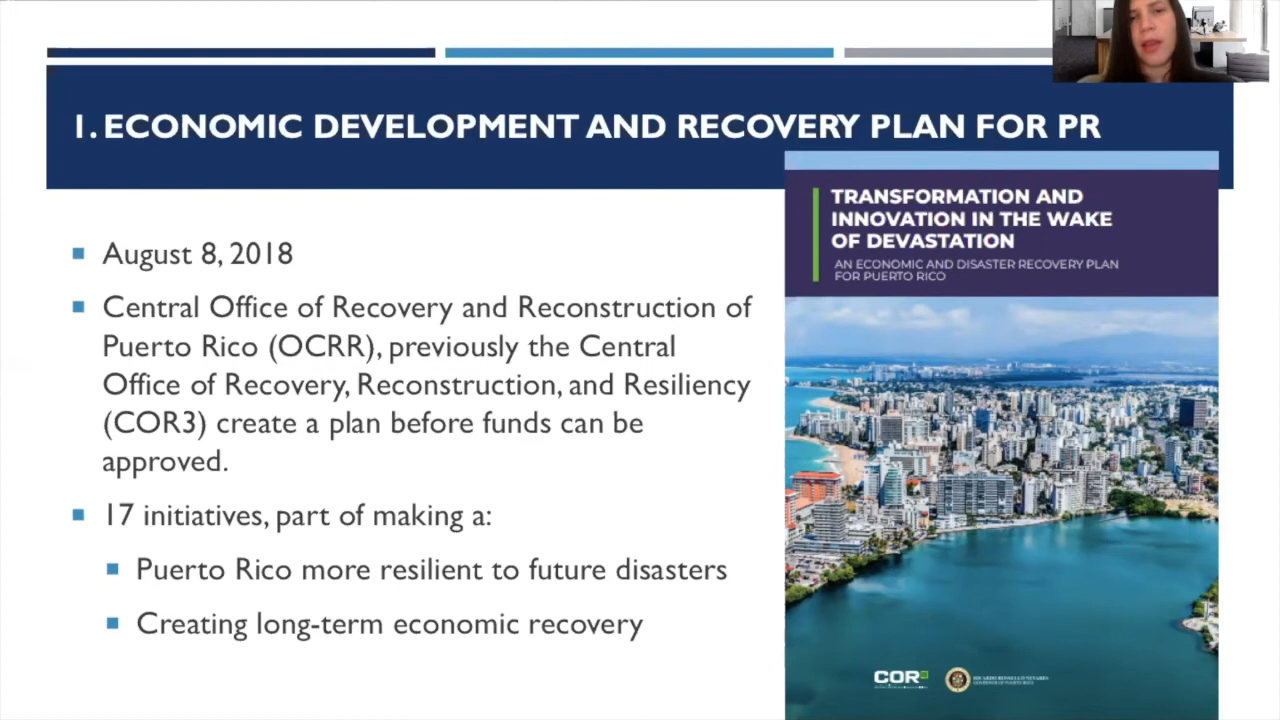 1. ECONOMIC DEVELOPMENT AND RECOVERY PLAN FOR PR
August 8, 2018
Central Office of Recovery and Reconstruction of
Puerto Rico (OCRR), previously the Central
Office of Recovery, Reconstruction, and Resiliency
(COR3) create a plan before funds can be
approved.
17 initiatives, part of making a:
Puerto Rico more resilient to future disasters
Creating long-term economic recovery
TRANSFORMATION AND
INNOVATION IN THE WAKE
OF DEVASTATION
AN ECONOMIC AND DISASTER RECOVERY PLAN
FOR PUERTO RICO
COR3